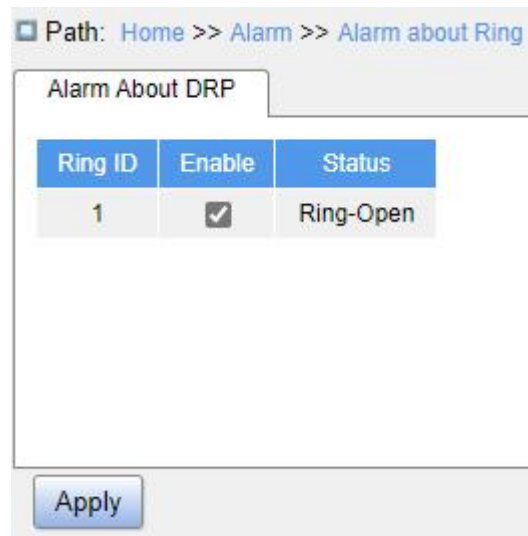 Path: Home >> Alarm >> Alarm about Ring
Alarm About DRP
Ring ID Enable Status
1 Ring-Open
Apply